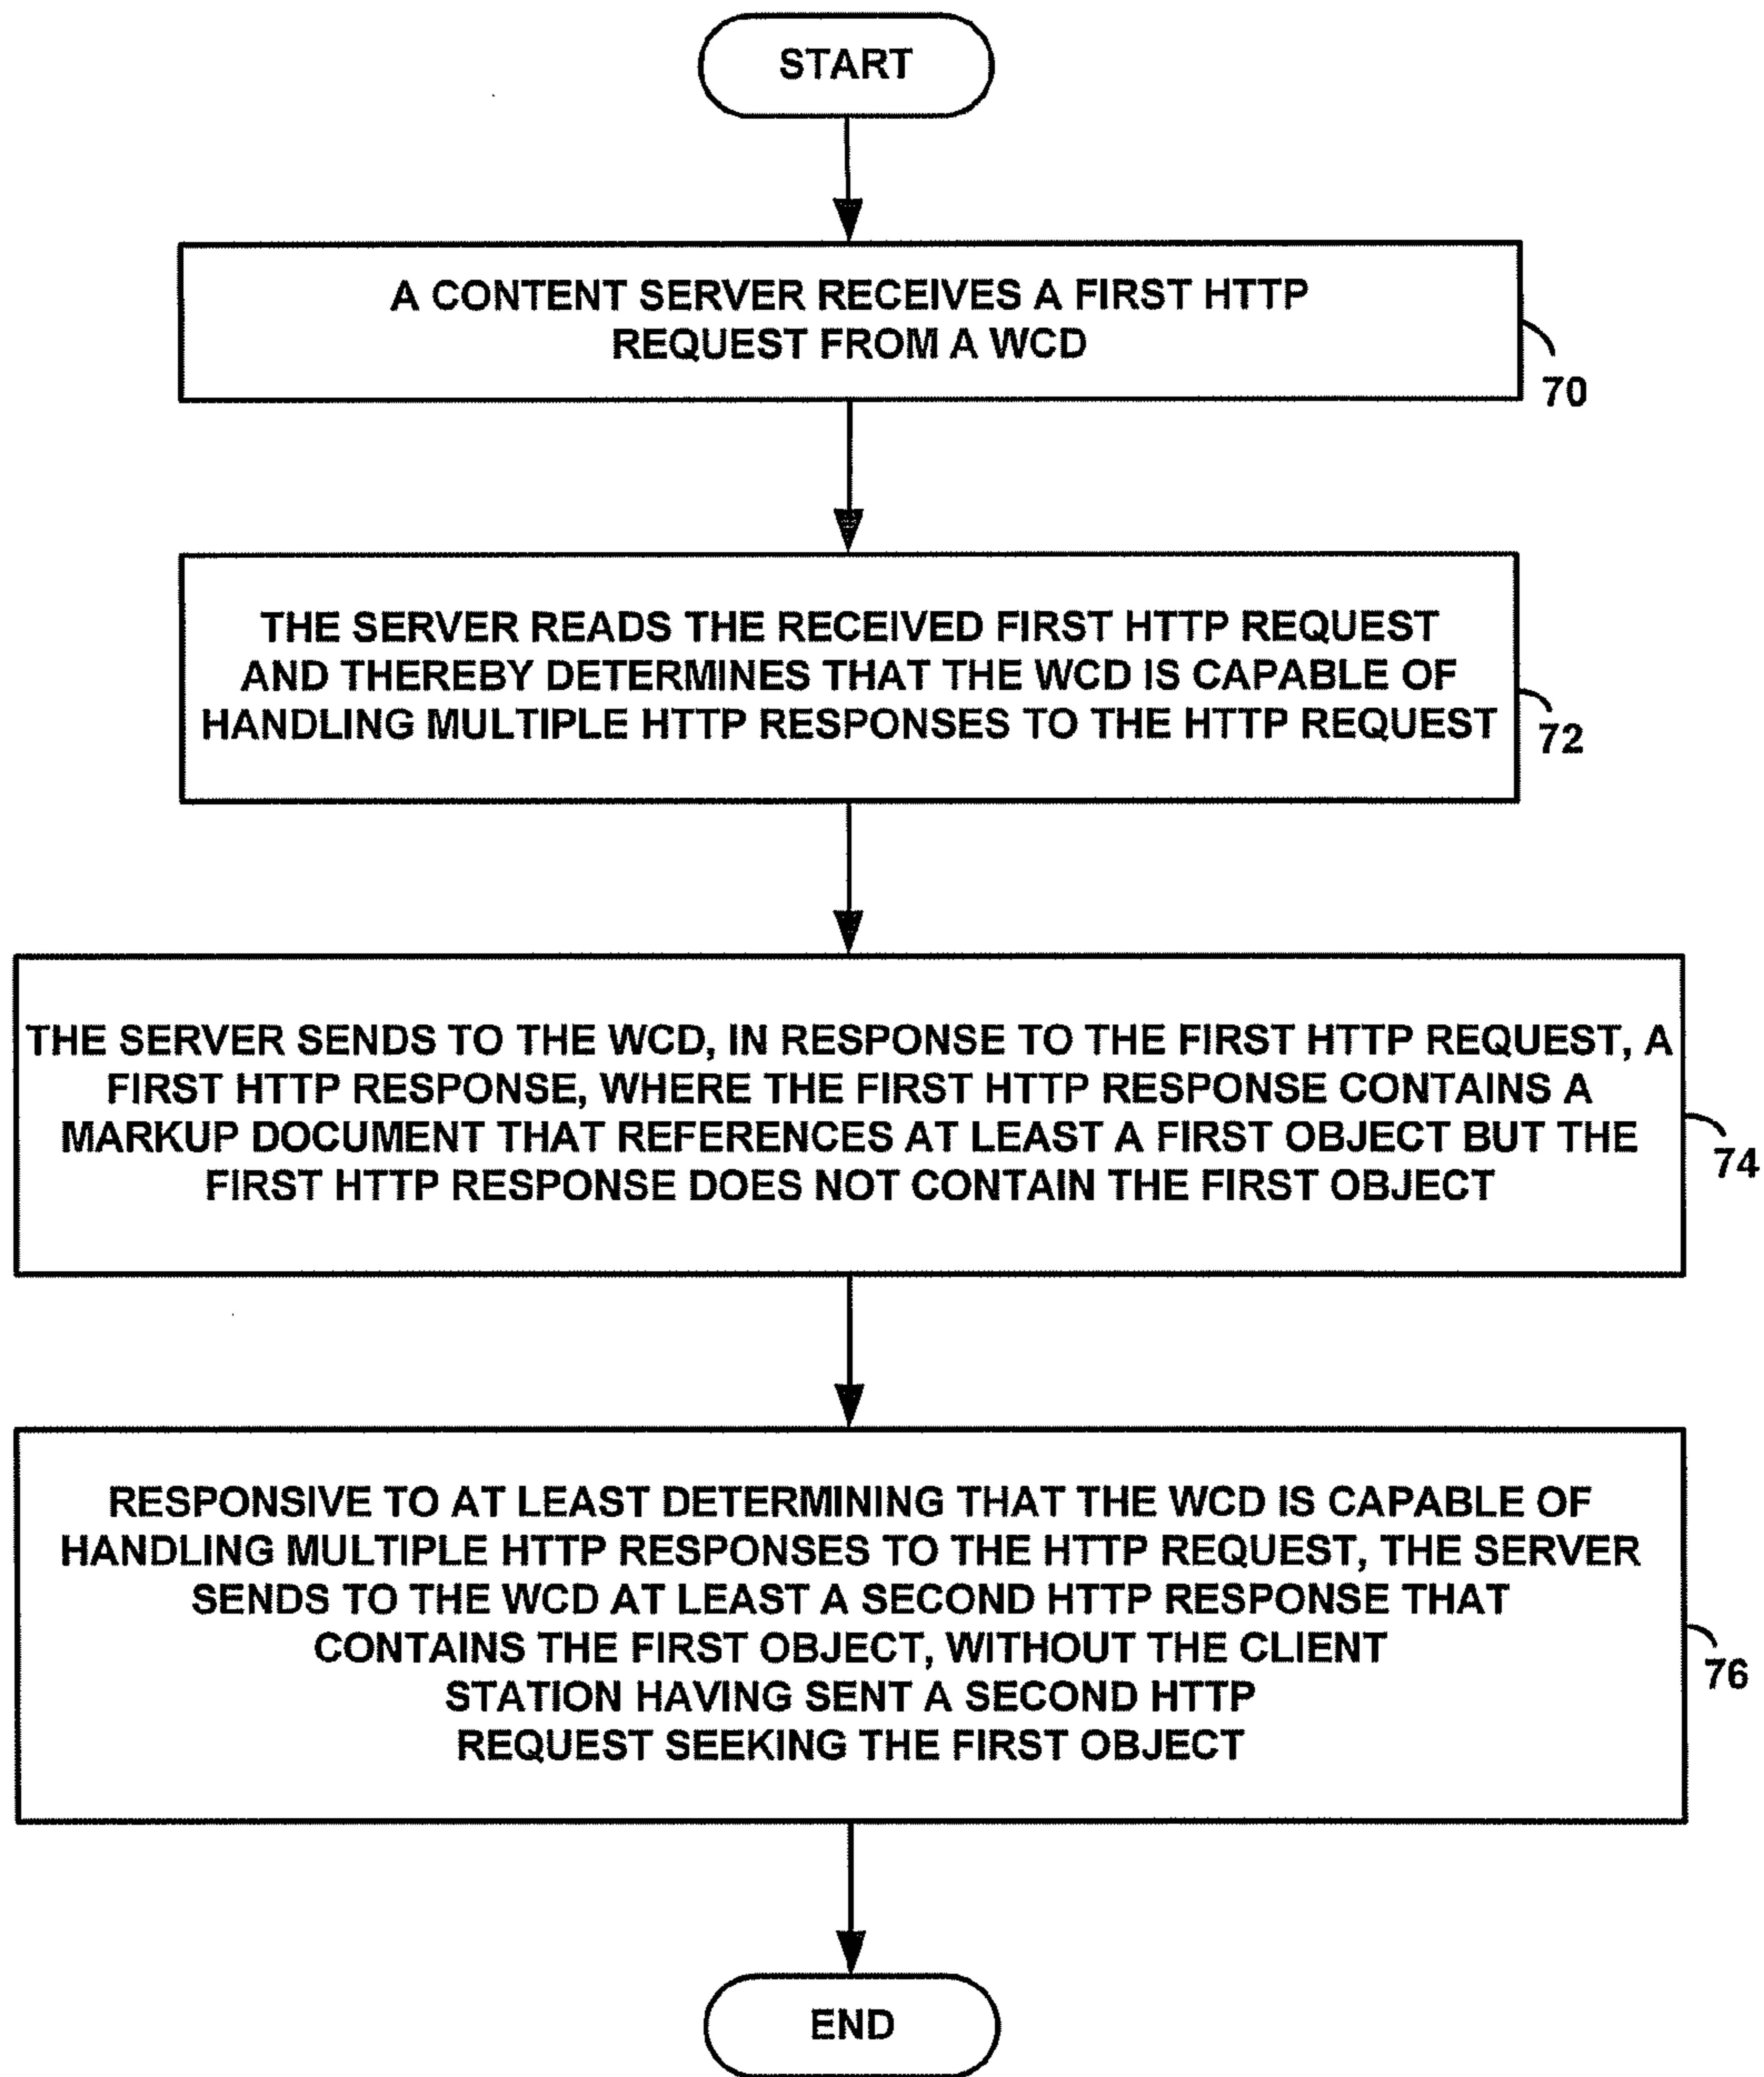 START
A CONTENT SERVER RECEIVES A FIRST HTTP
REQUEST FROM A WCD
70
THE SERVER READS THE RECEIVED FIRST HTTP REQUEST
AND THEREBY DETERMINES THAT THE WCD IS CAPABLE OF
HANDLING MULTIPLE HTTP RESPONSES TO THE HTTP REQUEST
72
THE SERVER SENDS TO THE WCD, IN RESPONSE TO THE FIRST HTTP REQUEST, A
FIRST HTTP RESPONSE, WHERE THE FIRST HTTP RESPONSE CONTAINS A
MARKUP DOCUMENT THAT REFERENCES AT LEAST A FIRST OBJECT BUT THE
FIRST HTTP RESPONSE DOES NOT CONTAIN THE FIRST OBJECT
74
RESPONSIVE TO AT LEAST DETERMINING THAT THE WCD IS CAPABLE OF
HANDLING MULTIPLE HTTP RESPONSES TO THE HTTP REQUEST, THE SERVER
SENDS TO THE WCD AT LEAST A SECOND HTTP RESPONSE THAT
CONTAINS THE FIRST OBJECT, WITHOUT THE CLIENT
STATION HAVING SENT A SECOND HTTP
REQUEST SEEKING THE FIRST OBJECT
76
END